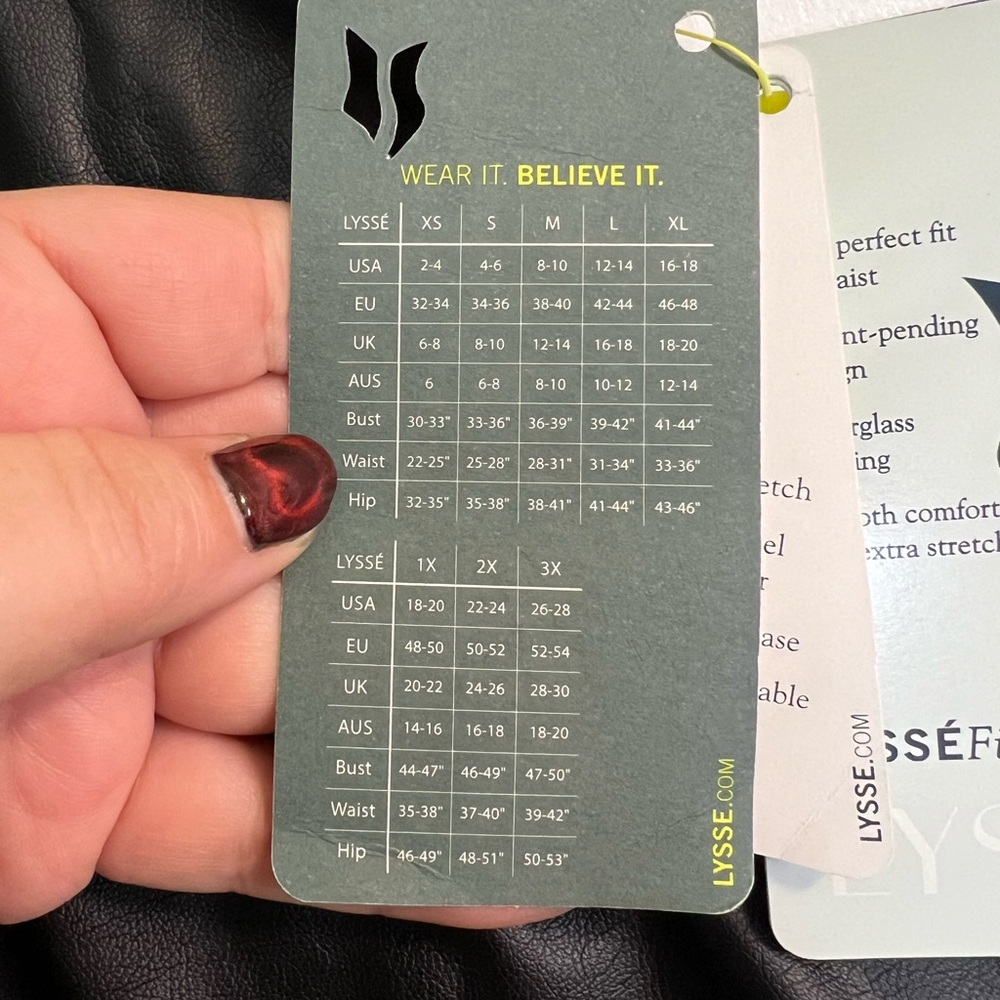 WEAR IT. BELIEVE IT.
LYSSÉ XS S M L XL
USA 2-4 4-6 8-10 12-14 16-18
EU 32-34 34-36 38-40 42-44 46-48
UK 6-8 8-10 12-14 16-18 18-20
AUS 6 6-8 8-10 10-12 12-14
Bust 30-33" 33-36" 36-39" 39-42" 41-44"
Waist 22-25" 25-28" 28-31" 31-34" 33-36"
Hip 32-35" 35-38" 38-41" 41-44" 43-46"
LYSSÉ 1X 2X 3X
USA 18-20 22-24 26-28
EU 48-50 50-52 52-54
UK 20-22 24-26 28-30
AUS 14-16 16-18 18-20
Bust 44-47" 46-49" 47-50"
Waist 35-38" 37-40" 39-42"
Hip 46-49" 48-51" 50-53"
LYSSE.COM
etch
el
r
ase
able
LYSSE.COM
perfect fit
aist
nt-pending
gn
rglass
ing
oth comfort
extra stretch
SSÉFi
LYS